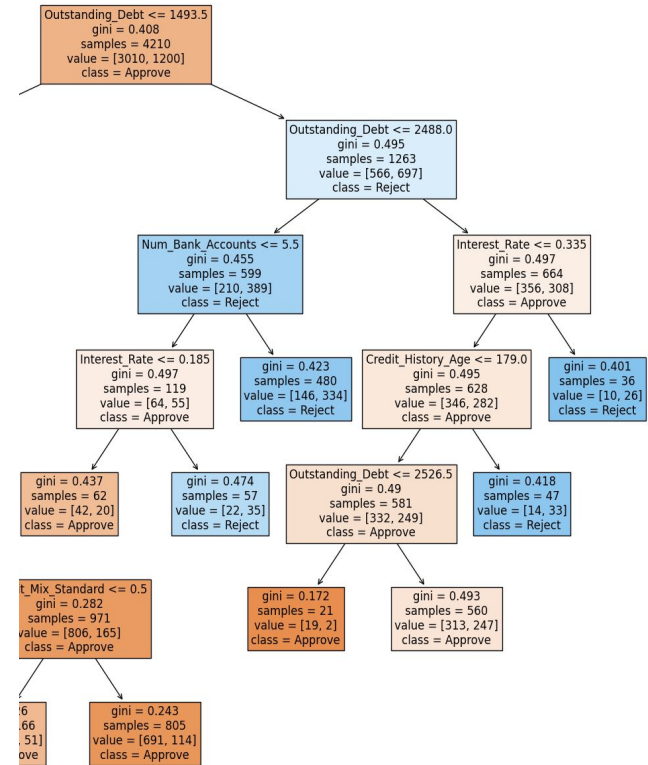 Outstanding_Debt <= 1493.5
gini = 0.408
samples = 4210
value = [3010, 1200]
class = Approve
Outstanding_Debt <= 2488.0
gini = 0.495
samples = 1263
value = [566, 697]
class = Reject
Num_Bank_Accounts <= 5.5
gini = 0.455
samples = 599
value = [210, 389]
class = Reject
Interest_Rate <= 0.335
gini = 0.497
samples = 664
value = [356, 308]
class = Approve
Interest_Rate <= 0.185
gini = 0.497
samples = 119
value = [64, 55]
class = Approve
gini = 0.423
samples = 480
value = [146, 334]
class = Reject
Credit_History_Age <= 179.0
gini = 0.495
samples = 628
value = [346, 282]
class = Approve
gini = 0.401
samples = 36
value = [10, 26]
class = Reject
gini = 0.437
samples = 62
value = [42, 20]
class = Approve
gini = 0.474
samples = 57
value = [22, 35]
class = Reject
Outstanding_Debt <= 2526.5
gini = 0.49
samples = 581
value = [332, 249]
class = Approve
gini = 0.418
samples = 47
value = [14, 33]
class = Reject
t_Mix_Standard <= 0.5
gini = 0.282
samples = 971
value = [806, 165]
class = Approve
gini = 0.172
samples = 21
value = [19, 2]
class = Approve
gini = 0.493
samples = 560
value = [313, 247]
class = Approve
66
, 51]
ove
gini = 0.243
samples = 805
value = [691, 114]
class = Approve